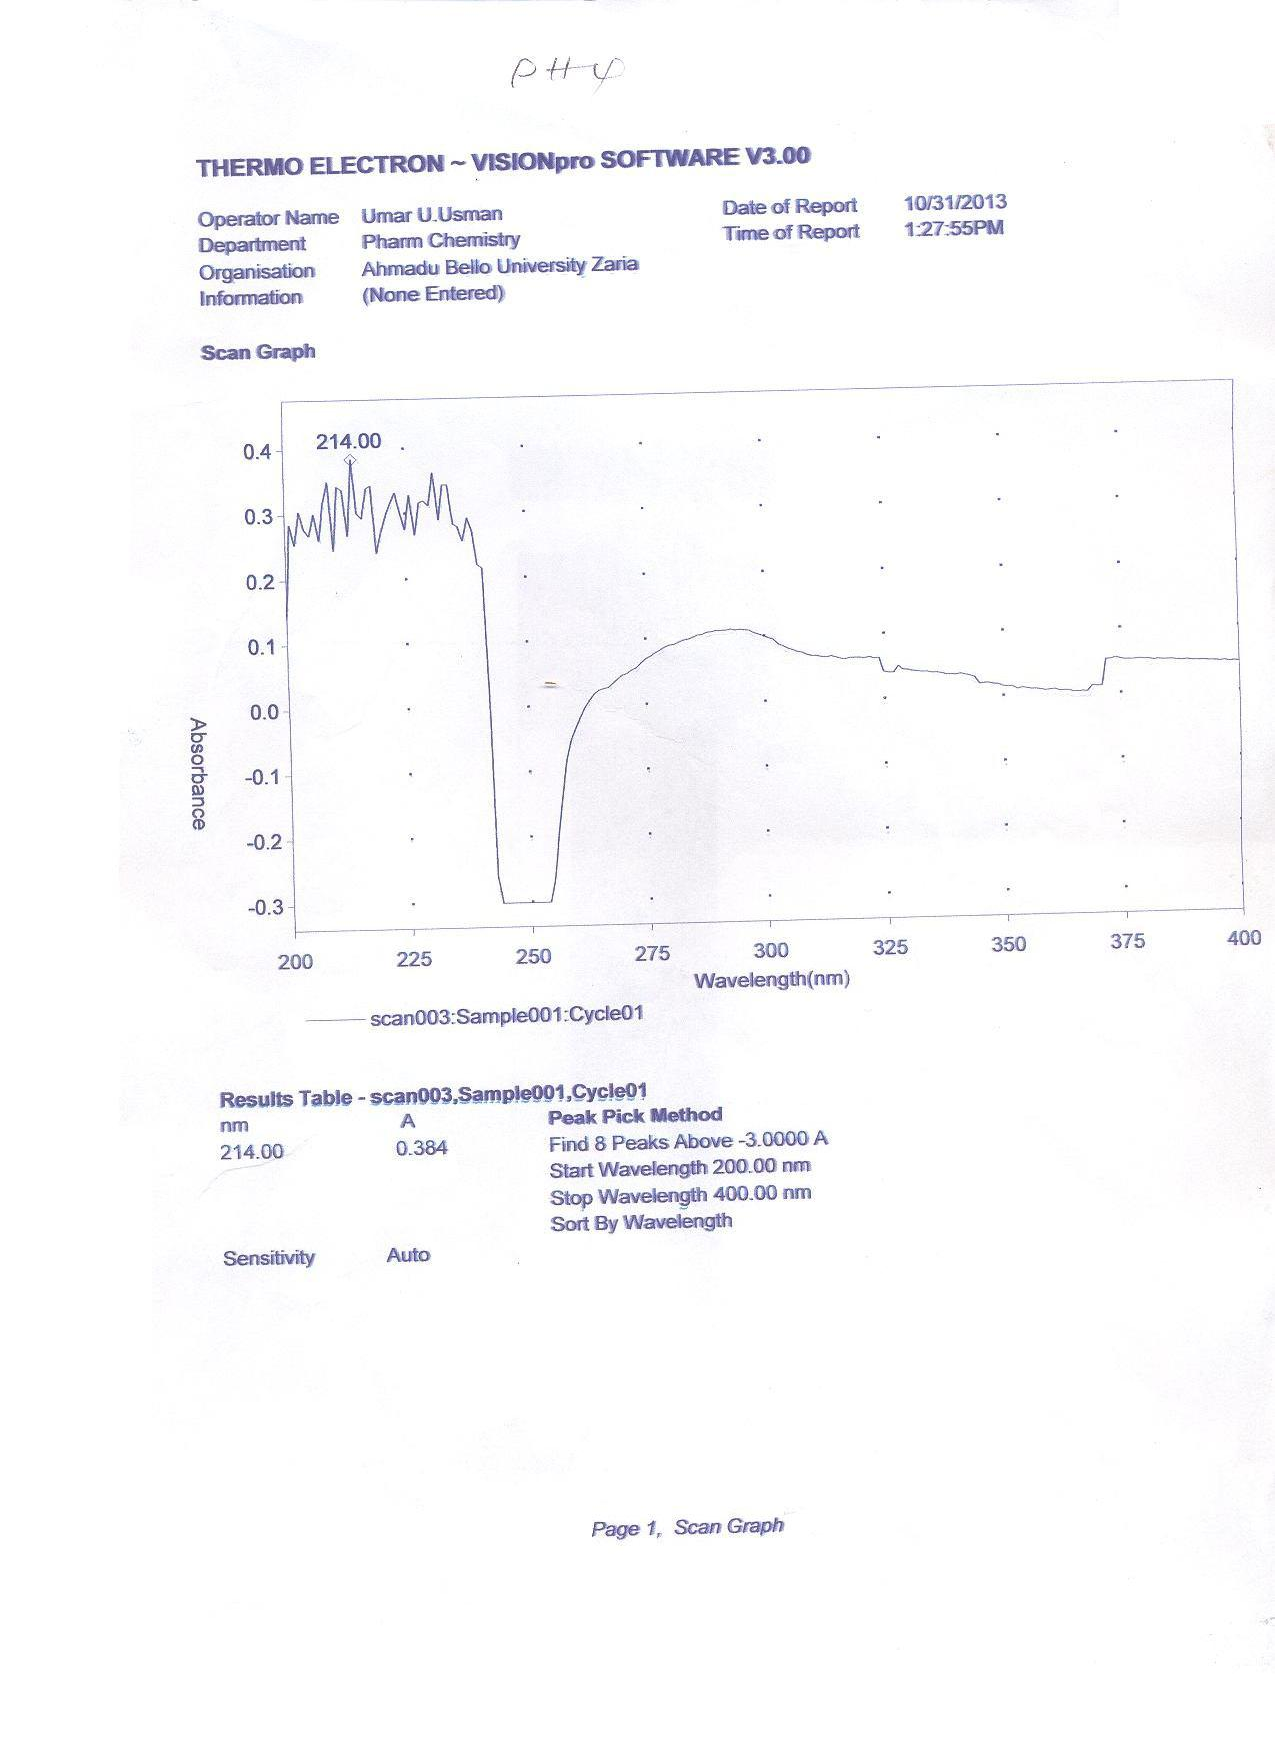 PH4
THERMO ELECTRON ~ VISIONpro SOFTWARE V3.00
Operator Name Umar U.Usman Date of Report 10/31/2013
Department Pharm Chemistry Time of Report 1:27:55PM
Organisation Ahmadu Bello University Zaria
Information (None Entered)
Scan Graph
214.00
0.4
0.3
0.2
0.1
0.0
-0.1
-0.2
-0.3
Absorbance
200 225 250 275 300 325 350 375 400
Wavelength(nm)
scan003:Sample001:Cycle01
Results Table - scan003,Sample001,Cycle01
nm A Peak Pick Method
214.00 0.384 Find 8 Peaks Above -3.0000 A
Start Wavelength 200.00 nm
Stop Wavelength 400.00 nm
Sort By Wavelength
Sensitivity Auto
Page 1, Scan Graph